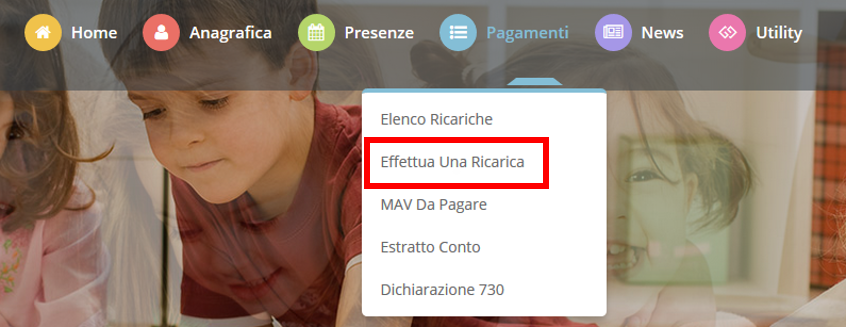 Home Anagrafica Presenze Pagamenti News Utility
Elenco Ricariche
Effettua Una Ricarica
MAV Da Pagare
Estratto Conto
Dichiarazione 730